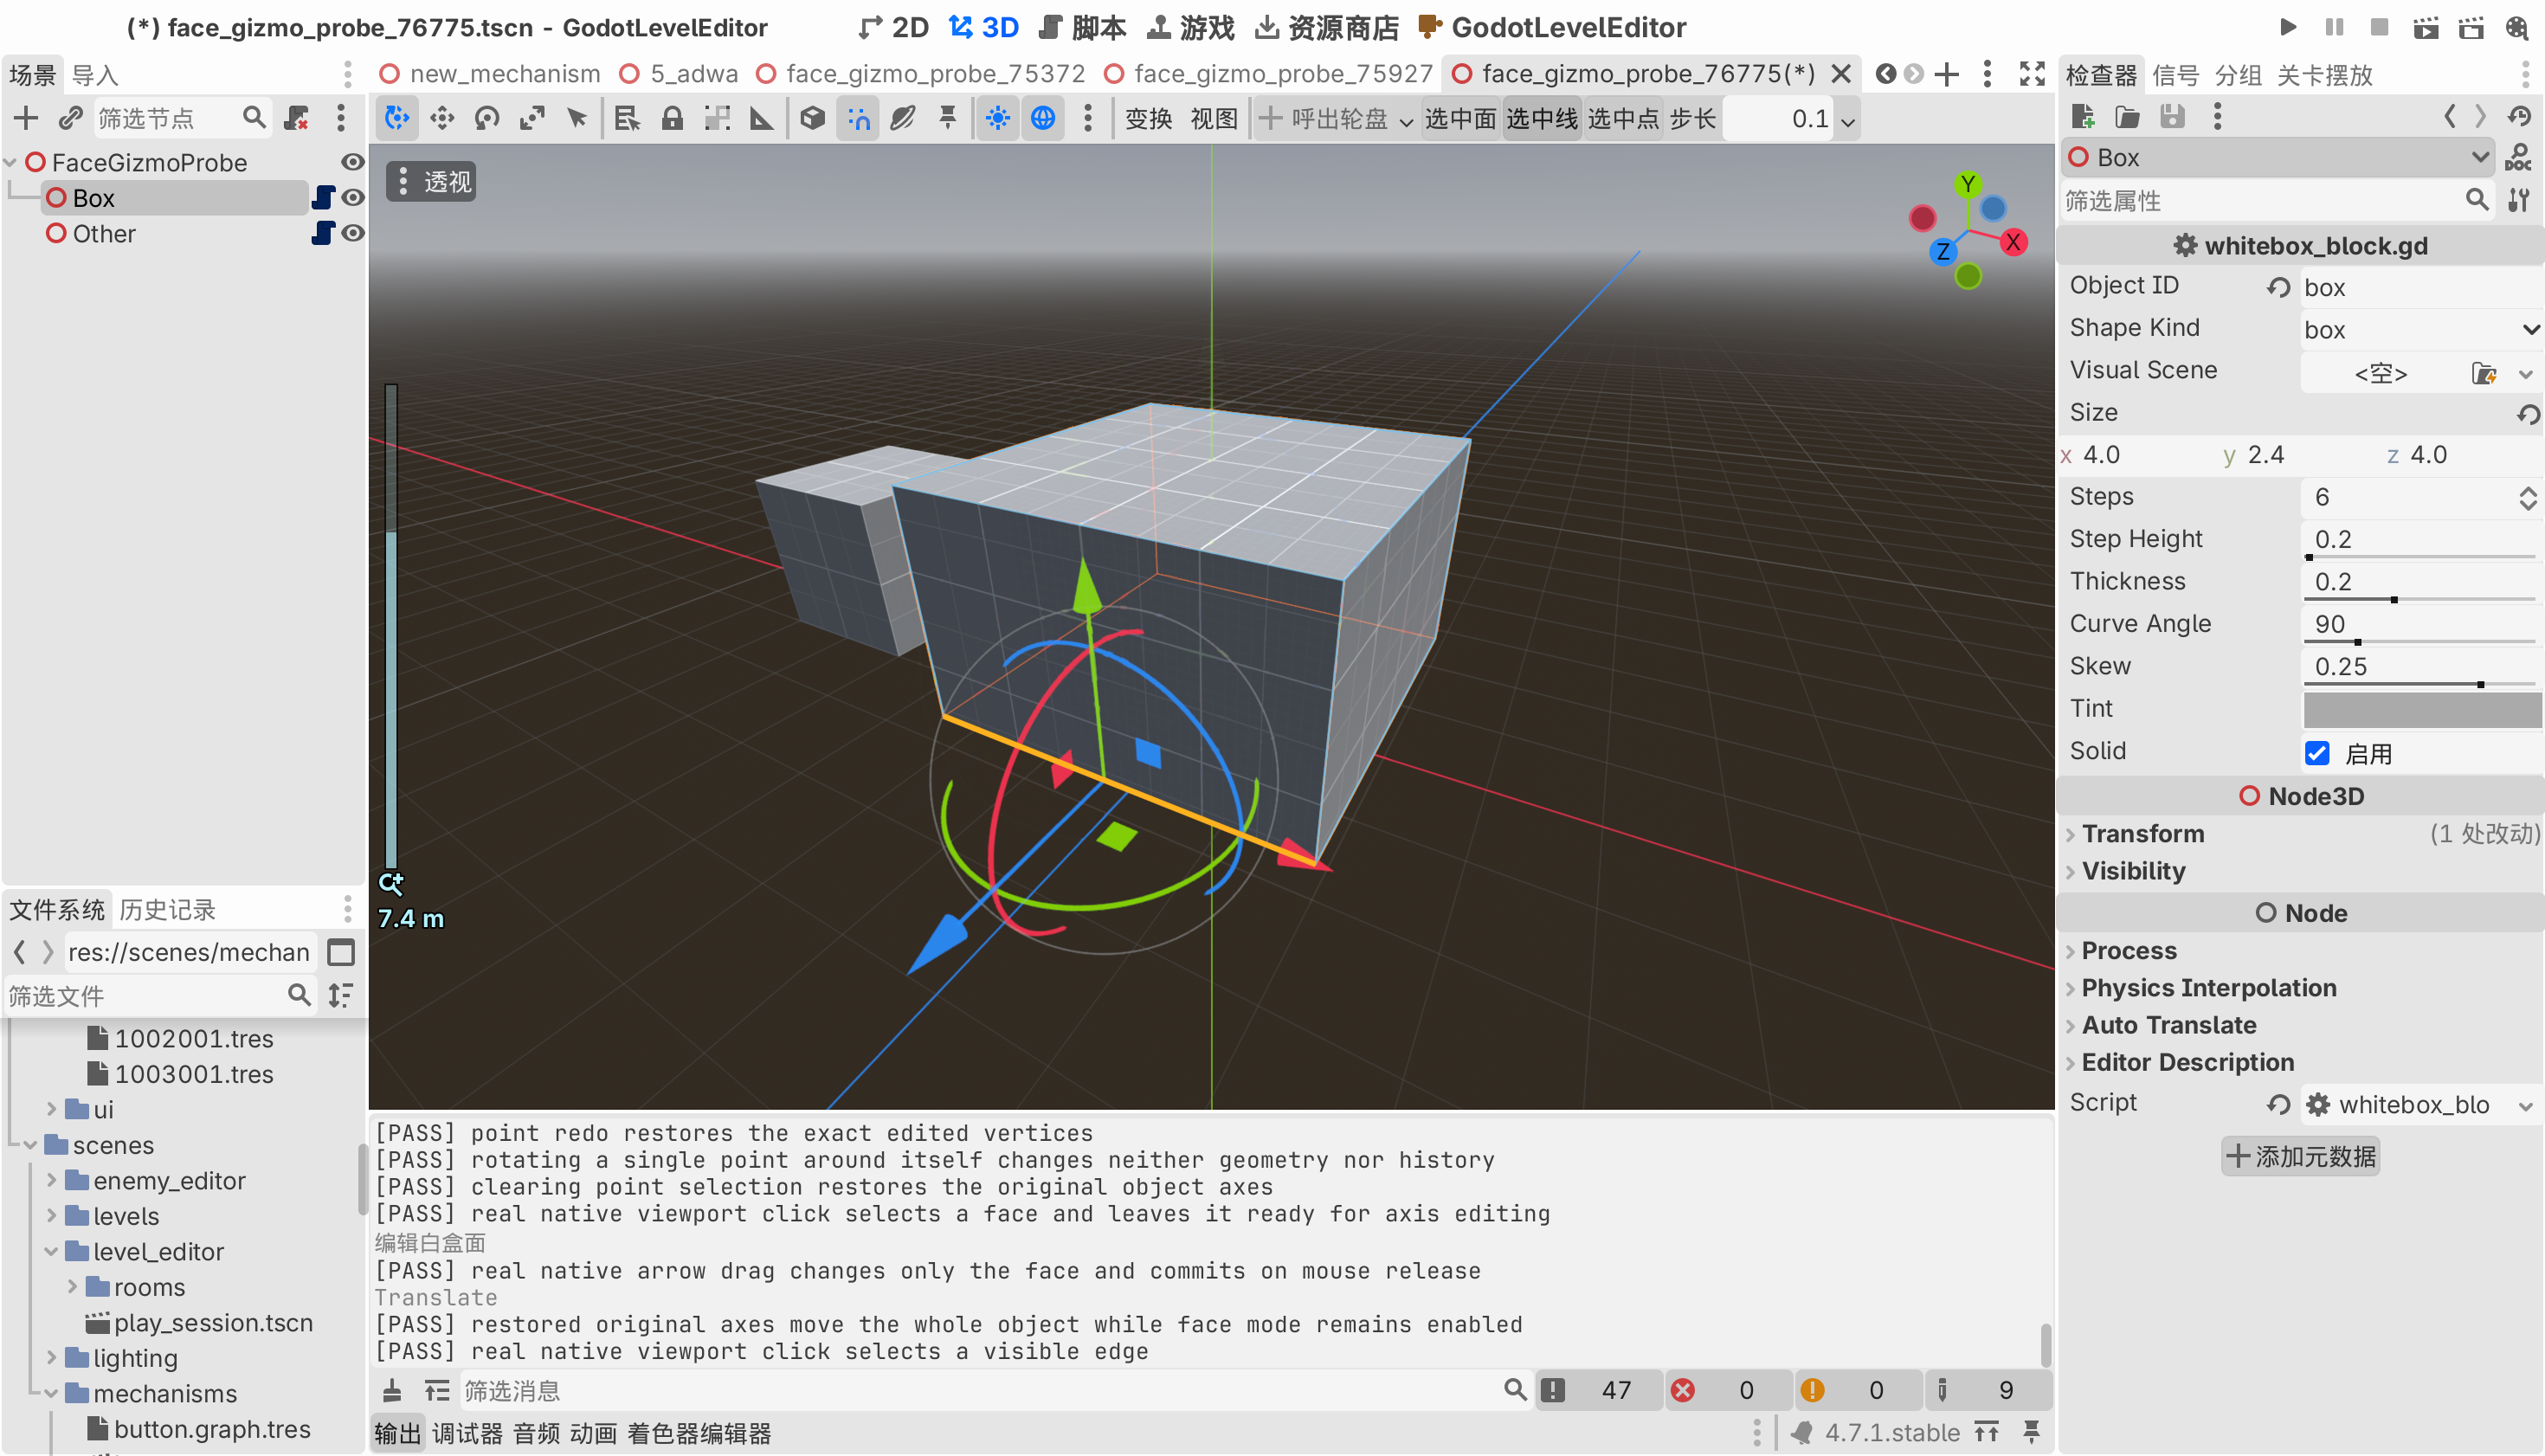 (*) face_gizmo_probe_76775.tscn - GodotLevelEditor
2D 3D 脚本 游戏 资源商店 GodotLevelEditor
场景 导入
new_mechanism 5_adwa face_gizmo_probe_75372 face_gizmo_probe_75927 face_gizmo_probe_76775(*)
检查器 信号 分组 关卡摆放
筛选节点
变换 视图 呼出轮盘 选中面 选中线 选中点 步长 0.1
FaceGizmoProbe
Box
Other
透视
Y
X
Z
7.4 m
Box
DOC
筛选属性
whitebox_block.gd
Object ID box
Shape Kind box
Visual Scene <空>
Size
x 4.0 y 2.4 z 4.0
Steps 6
Step Height 0.2
Thickness 0.2
Curve Angle 90
Skew 0.25
Tint
Solid 启用
Node3D
Transform (1 处改动)
Visibility
Node
Process
Physics Interpolation
Auto Translate
Editor Description
Script whitebox_blo
添加元数据
文件系统 历史记录
res://scenes/mechan
筛选文件
1002001.tres
1003001.tres
ui
scenes
enemy_editor
levels
level_editor
rooms
play_session.tscn
lighting
mechanisms
button.graph.tres
[PASS] point redo restores the exact edited vertices
[PASS] rotating a single point around itself changes neither geometry nor history
[PASS] clearing point selection restores the original object axes
[PASS] real native viewport click selects a face and leaves it ready for axis editing
编辑白盒面
[PASS] real native arrow drag changes only the face and commits on mouse release
Translate
[PASS] restored original axes move the whole object while face mode remains enabled
[PASS] real native viewport click selects a visible edge
筛选消息 47 0 0 9
输出 调试器 音频 动画 着色器编辑器 4.7.1.stable